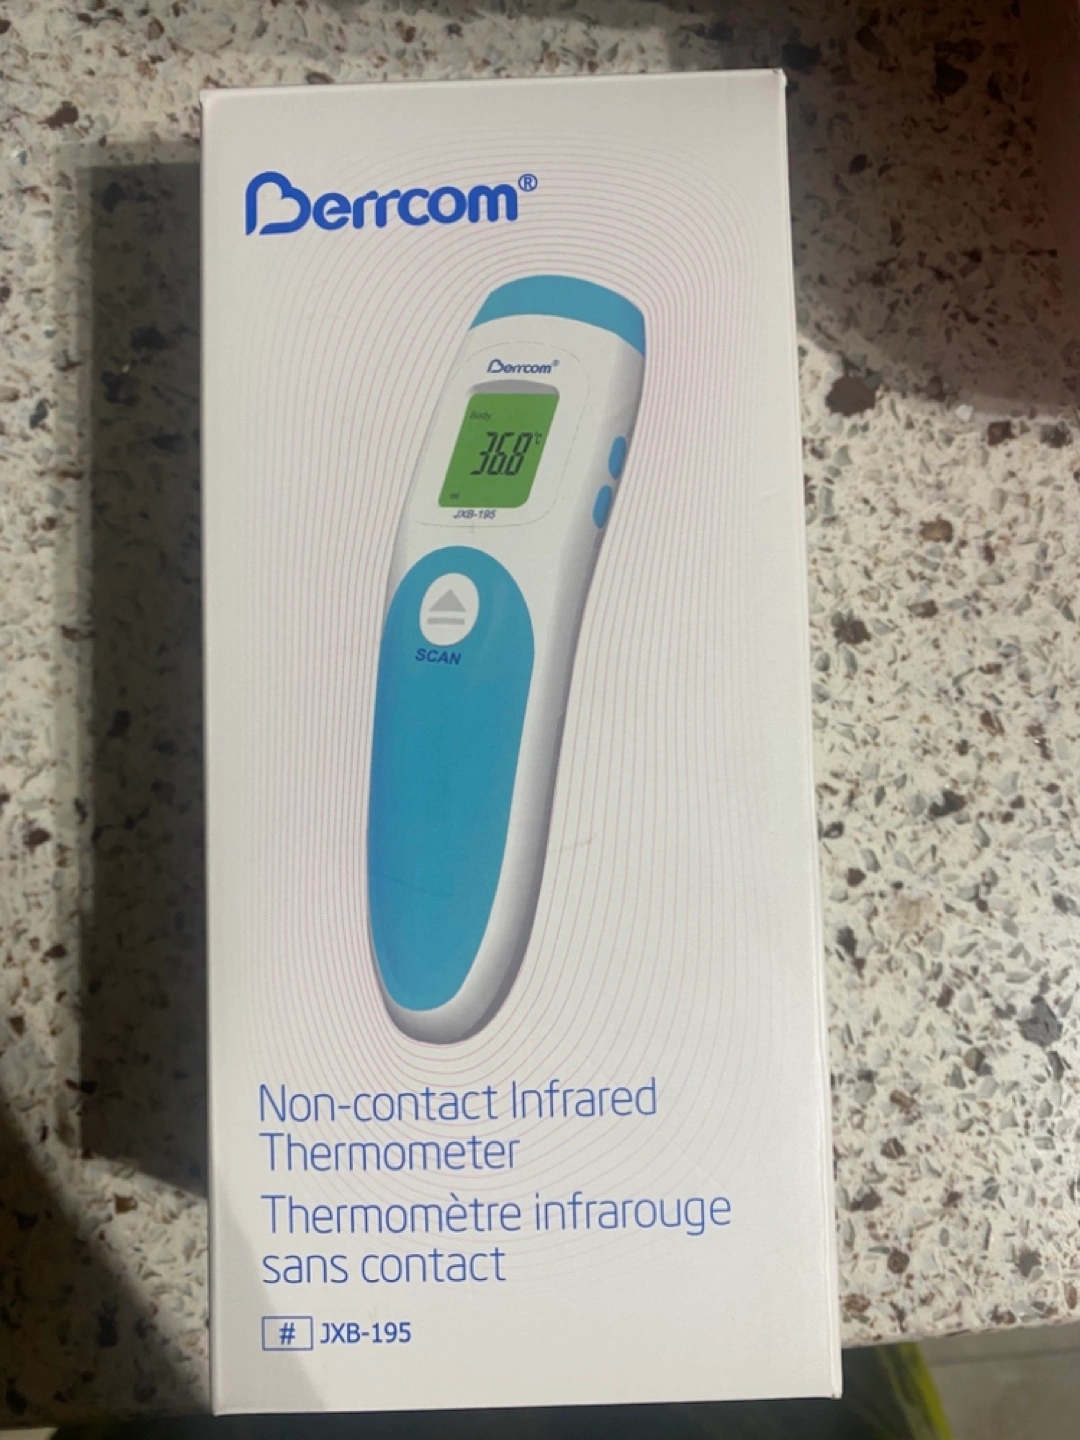 Berrcom®
Berrcom®
Body
36.8 °C
JXB-195
SCAN
Non-contact Infrared
Thermometer
Thermomètre infrarouge
sans contact
# JXB-195